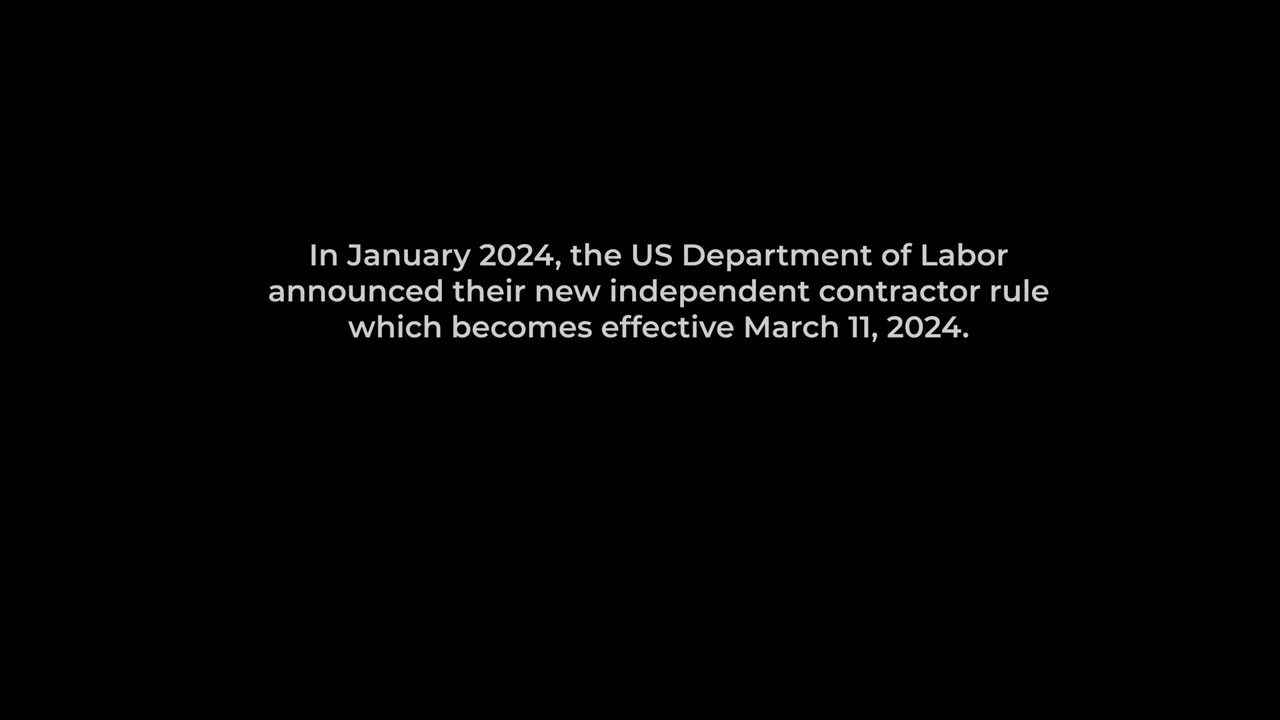 In January 2024, the US Department of Labor
announced their new independent contractor rule
which becomes effective March 11, 2024.